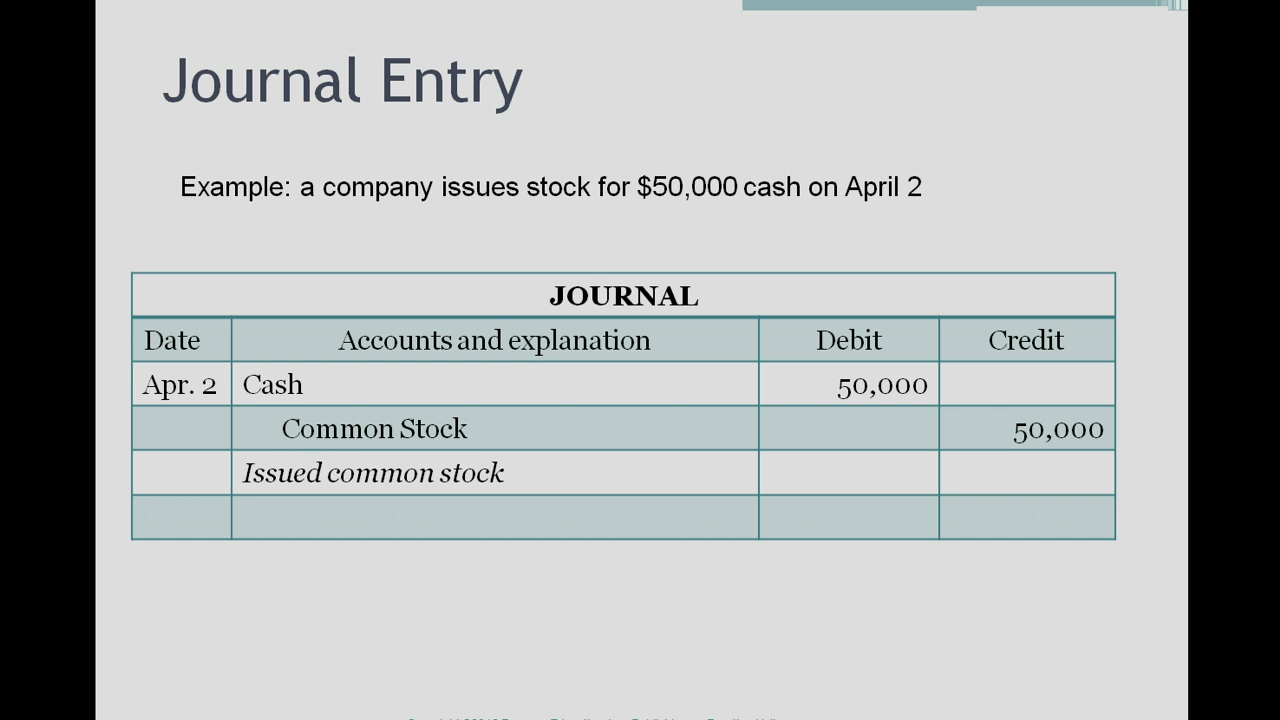 Journal Entry
Example: a company issues stock for $50,000 cash on April 2
JOURNAL
Date Accounts and explanation Debit Credit
Apr. 2 Cash 50,000
Common Stock 50,000
Issued common stock